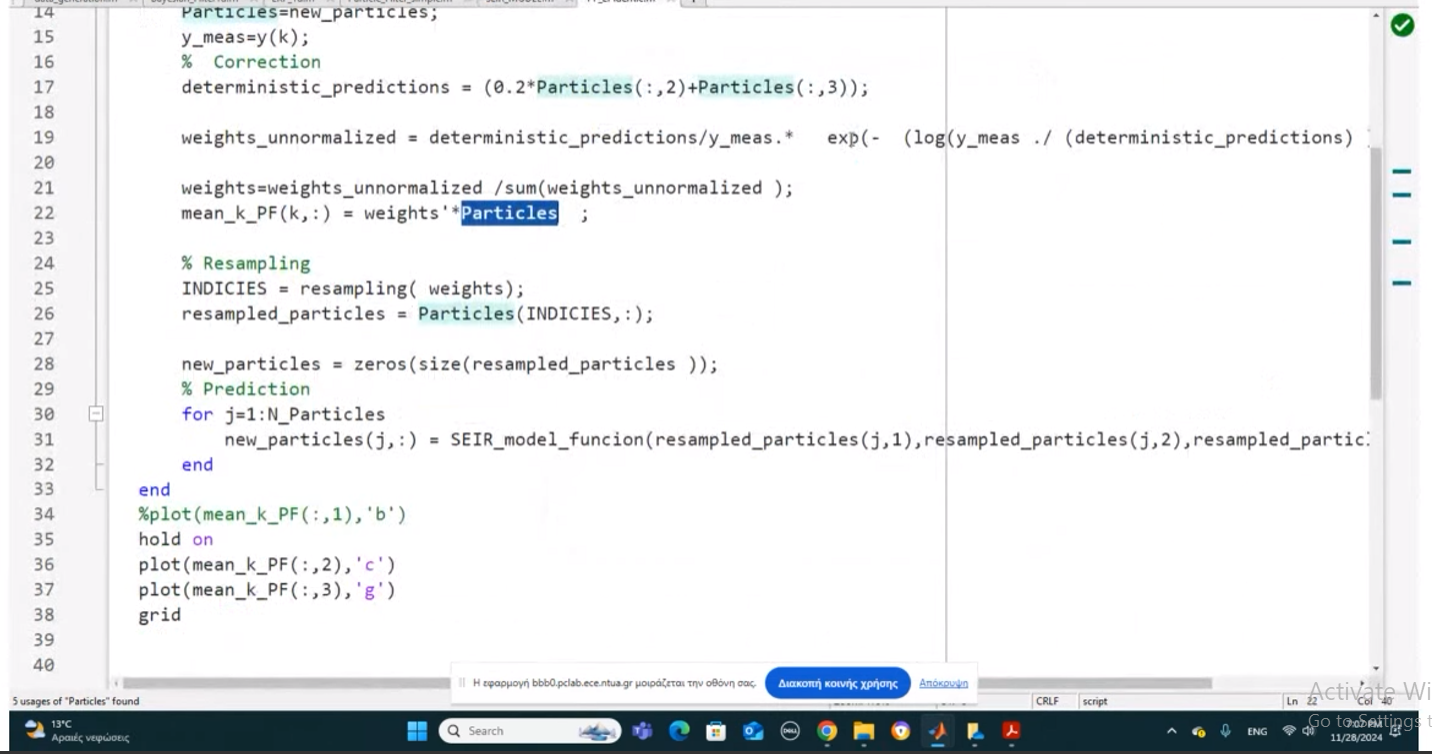 14 Particles=new_particles;
15 y_meas=y(k);
16 % Correction
17 deterministic_predictions = (0.2*Particles(:,2)+Particles(:,3));
18
19 weights_unnormalized = deterministic_predictions/y_meas.* exp(- (log(y_meas ./ (deterministic_predictions)
20
21 weights=weights_unnormalized /sum(weights_unnormalized );
22 mean_k_PF(k,:) = weights'*Particles ;
23
24 % Resampling
25 INDICIES = resampling( weights);
26 resampled_particles = Particles(INDICIES,:);
27
28 new_particles = zeros(size(resampled_particles ));
29 % Prediction
30 for j=1:N_Particles
31 new_particles(j,:) = SEIR_model_funcion(resampled_particles(j,1),resampled_particles(j,2),resampled_partic
32 end
33 end
34 %plot(mean_k_PF(:,1),'b')
35 hold on
36 plot(mean_k_PF(:,2),'c')
37 plot(mean_k_PF(:,3),'g')
38 grid
39
40
Η εφαρμογή bbb0.pclab.ece.ntua.gr μοιράζεται την οθόνη σας. Διακοπή κοινής χρήσης Απόκρυψη
5 usages of "Particles" found CRLF script Ln 22 Col 40
Activate Wi
Go to Settings t
13°C
Αραιές νεφώσεις
Search
DELL
ENG
7:02 PM
11/28/2024